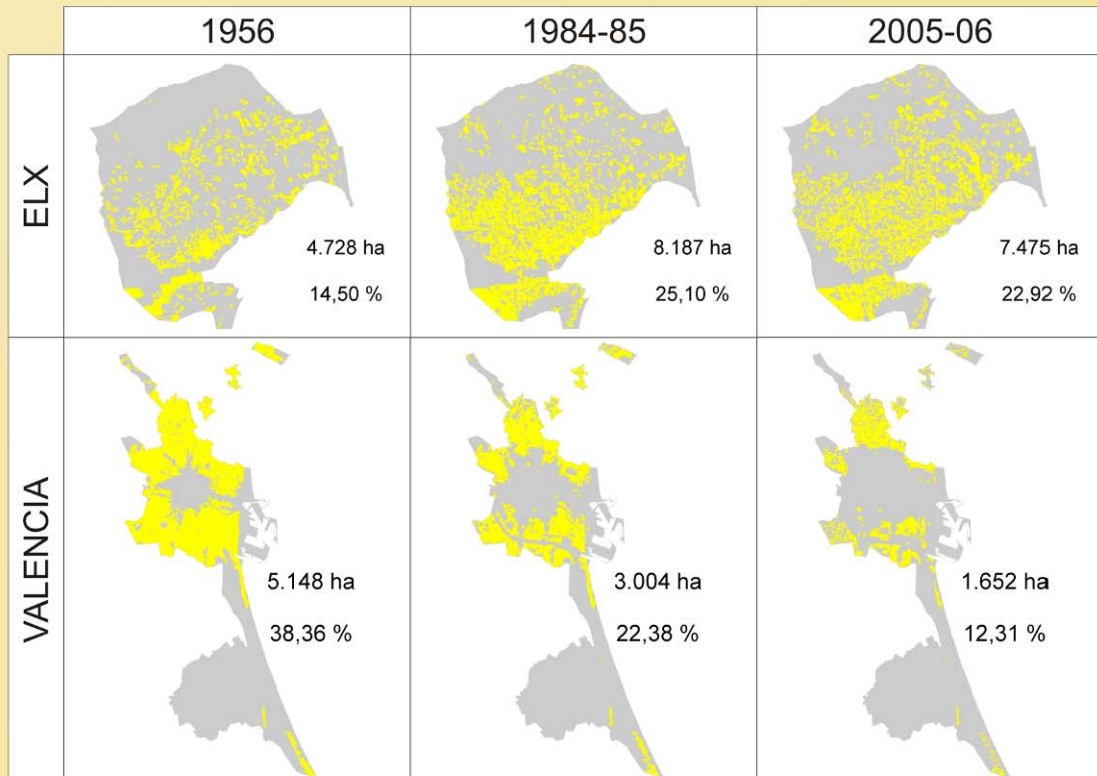 1956 1984-85 2005-06
ELX
4.728 ha 8.187 ha 7.475 ha
14,50 % 25,10 % 22,92 %
VALENCIA
5.148 ha 3.004 ha 1.652 ha
38,36 % 22,38 % 12,31 %